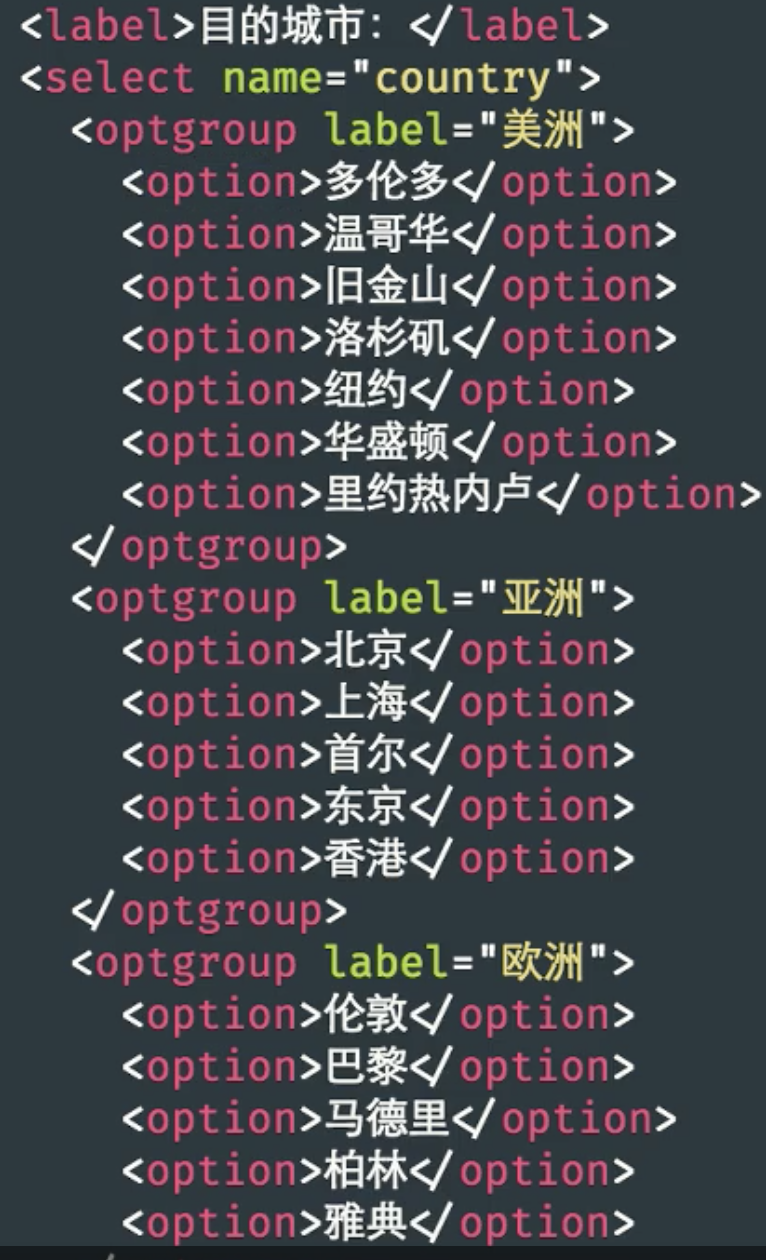 <label>目的城市：</label>
<select name="country">
<optgroup label="美洲">
<option>多伦多</option>
<option>温哥华</option>
<option>旧金山</option>
<option>洛杉矶</option>
<option>纽约</option>
<option>华盛顿</option>
<option>里约热内卢</option>
</optgroup>
<optgroup label="亚洲">
<option>北京</option>
<option>上海</option>
<option>首尔</option>
<option>东京</option>
<option>香港</option>
</optgroup>
<optgroup label="欧洲">
<option>伦敦</option>
<option>巴黎</option>
<option>马德里</option>
<option>柏林</option>
<option>雅典</option>